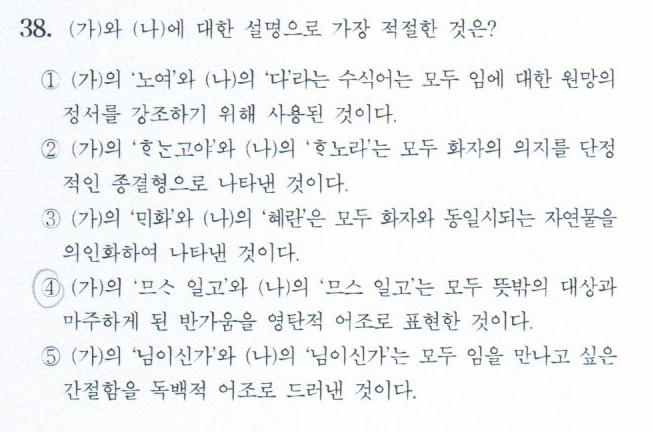 38. (가)와 (나)에 대한 설명으로 가장 적절한 것은?
① (가)의 ‘노여’와 (나)의 ‘다’라는 수식어는 모두 임에 대한 원망의
정서를 강조하기 위해 사용된 것이다.
② (가)의 ‘ᄒᆞᄂᆞᆫ고야’와 (나)의 ‘ᄒᆞ노라’는 모두 화자의 의지를 단정
적인 종결형으로 나타낸 것이다.
③ (가)의 ‘ᄆᆡ화’와 (나)의 ‘혜란’은 모두 화자와 동일시되는 자연물을
의인화하여 나타낸 것이다.
④ (가)의 ‘므스 일고’와 (나)의 ‘므스 일고’는 모두 뜻밖의 대상과
마주하게 된 반가움을 영탄적 어조로 표현한 것이다.
⑤ (가)의 ‘님이신가’와 (나)의 ‘님이신가’는 모두 임을 만나고 싶은
간절함을 독백적 어조로 드러낸 것이다.